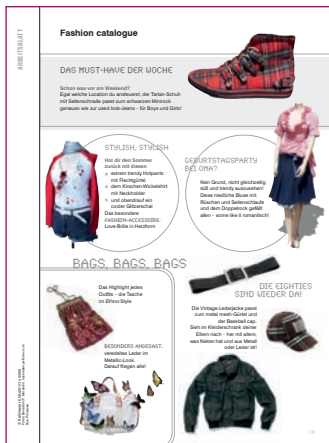 ARBEITSBLATT
Fashion catalogue
DAS MUST-HAVE DER WOCHE
Schon was vor am Weekend?
Egal welche Location du ansteuerst, der Tartan-Schuh
mit Seitenschnalle passt zum schwarzen Minirock
genauso wie zur used look-Jeans – für Boys und Girls!
STYLISH, STYLISH
Hol dir den Sommer
zurück mit diesen
extrem trendy Hotpants
mit Flechtgürtel
dem Kirschen-Wickelshirt
mit Neckholder
und obendrauf ein
cooler Glitzerschal
Das besondere
FASHION-ACCESSOIRE:
Love-Brille in Herzform
GEBURTSTAGSPARTY
BEI OMA?
Kein Grund, nicht gleichzeitig
süß und trendy auszusehen!
Diese niedliche Bluse mit
Rüschen und Seitenschlaufe
und dem Doppelrock gefällt
allen – some like it romantisch!
BAGS, BAGS, BAGS
Das Highlight jedes
Outfits – die Tasche
im Ethno-Style
BESONDERS ANGESAGT:
veredeltes Leder im
Metallic-Look.
Darauf fliegen alle!
DIE EIGHTIES
SIND WIEDER DA!
Die Vintage-Lederjacke passt
zum metal mesh-Gürtel und
der Baseball cap.
Sieh im Kleiderschrank deiner
Eltern nach – her mit allem,
was Nieten hat und aus Metall
oder Leder ist!